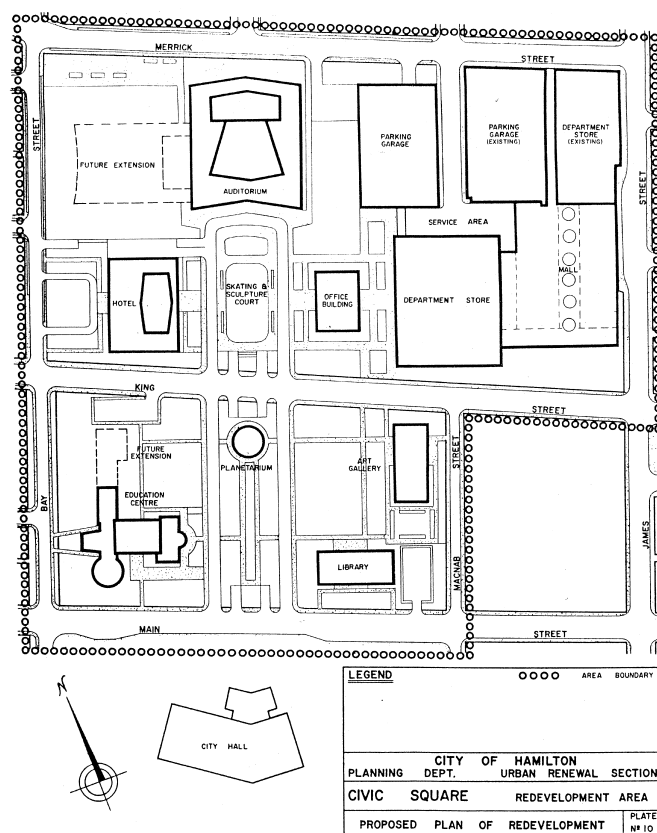 MERRICK
STREET
STREET
FUTURE EXTENSION
AUDITORIUM
PARKING
GARAGE
PARKING
GARAGE
(EXISTING)
DEPARTMENT
STORE
(EXISTING)
STREET
SERVICE AREA
MALL
HOTEL
SKATING &
SCULPTURE
COURT
OFFICE
BUILDING
DEPARTMENT STORE
KING
STREET
FUTURE
EXTENSION
PLANETARIUM
ART
GALLERY
STREET
EDUCATION
CENTRE
BAY
LIBRARY
MACNAB
JAMES
MAIN
STREET
N
CITY HALL
LEGEND
OOOO AREA BOUNDARY
CITY OF HAMILTON
PLANNING DEPT. URBAN RENEWAL SECTION
CIVIC SQUARE REDEVELOPMENT AREA
PROPOSED PLAN OF REDEVELOPMENT
PLATE
Nº 10